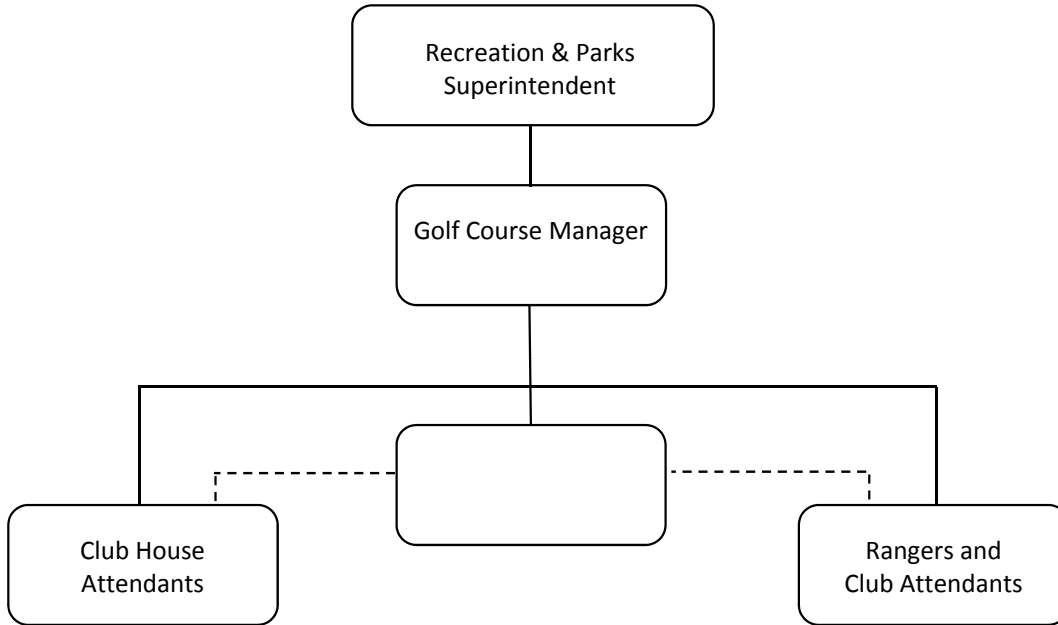 Recreation & Parks
Superintendent
Golf Course Manager
Club House
Attendants
Rangers and
Club Attendants